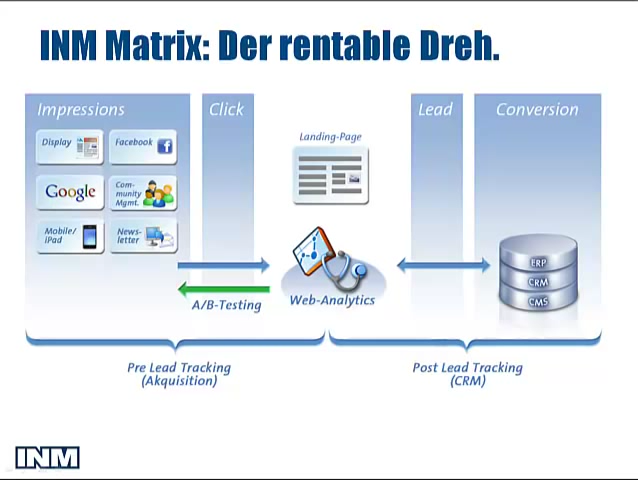 INM Matrix: Der rentable Dreh.
Impressions
Click
Lead
Conversion
Display
Facebook
Google
Com-
munity
Mgmt.
Mobile/
iPad
News-
letter
Landing-Page
A/B-Testing
Web-Analytics
ERP
CRM
CMS
Pre Lead Tracking
(Akquisition)
Post Lead Tracking
(CRM)
INM